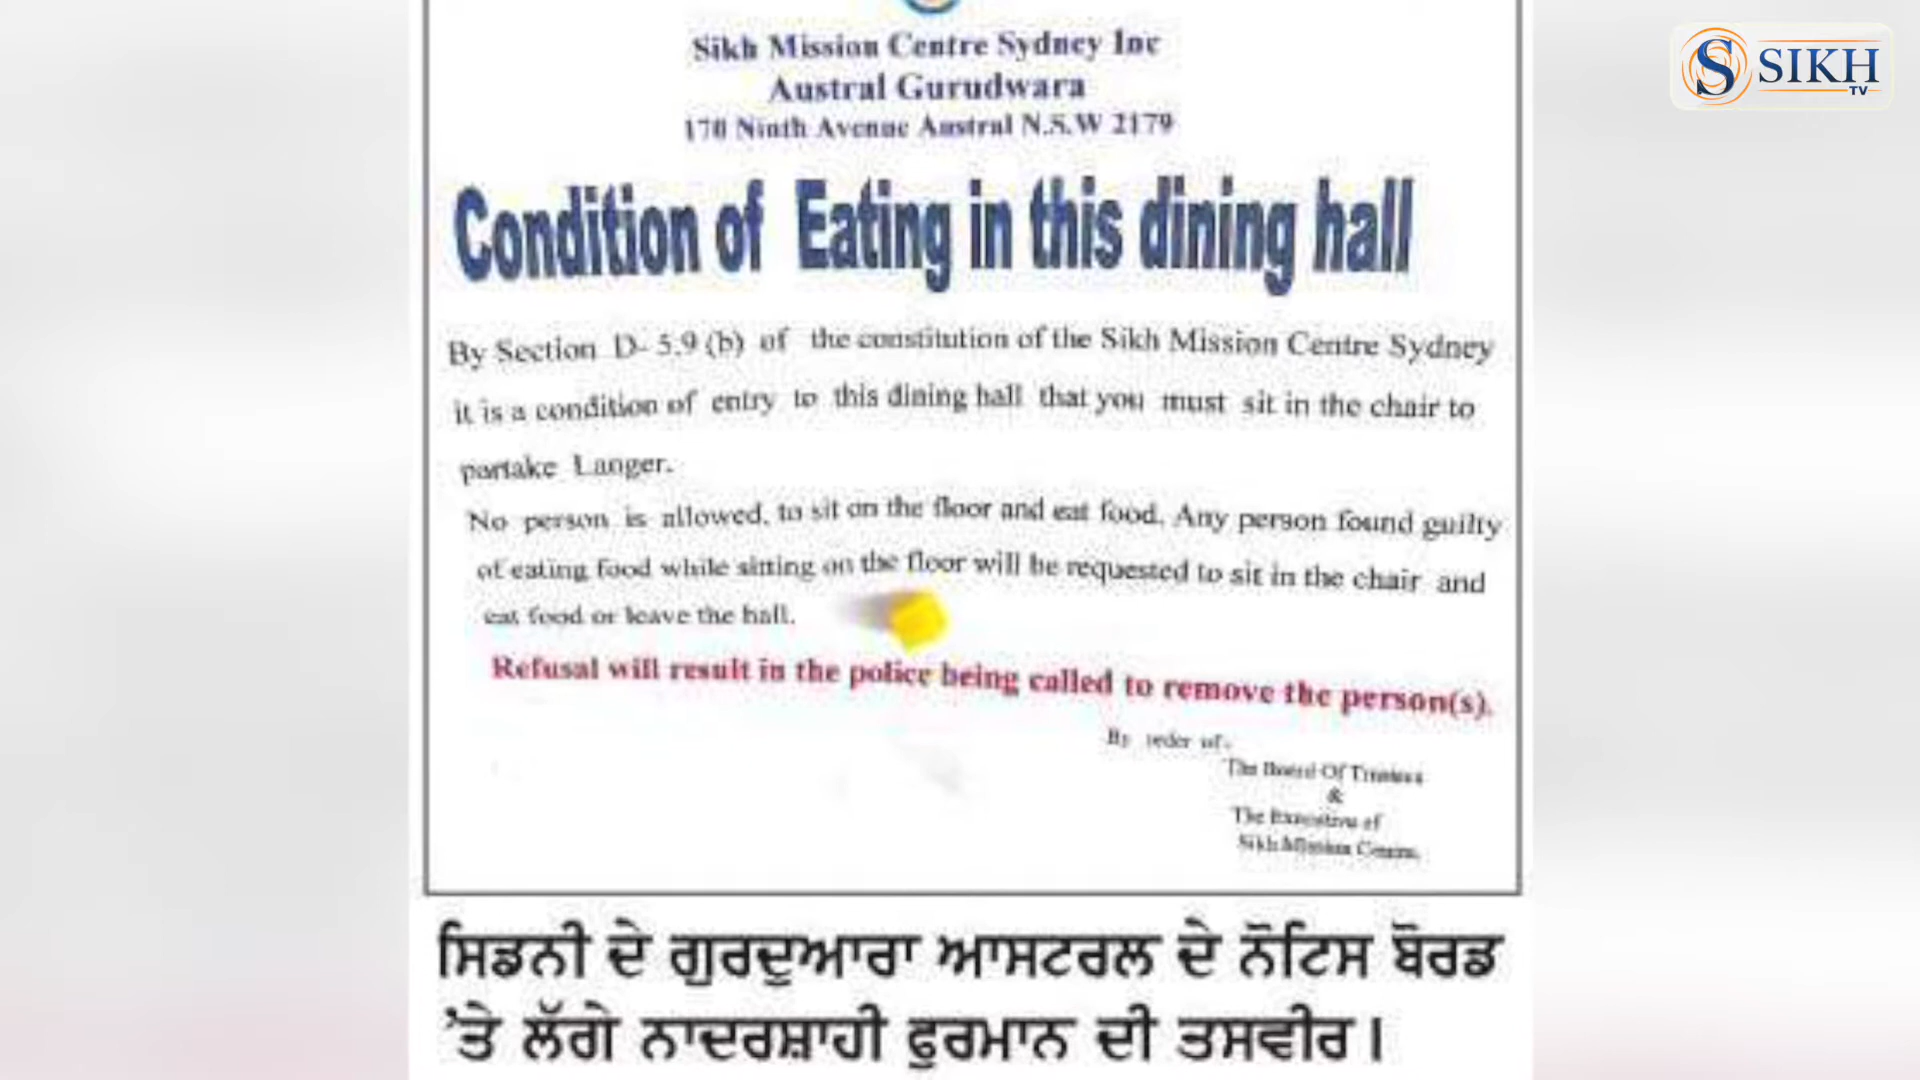 Sikh Mission Centre Sydney Inc
Austral Gurudwara
170 Ninth Avenue Austral N.S.W 2179
SIKH
TV
Condition of Eating in this dining hall
By Section D- 5.9 (b) of the constitution of the Sikh Mission Centre Sydney
it is a condition of entry to this dining hall that you must sit in the chair to
partake Langer.
No person is allowed, to sit on the floor and eat food. Any person found guilty
of eating food while sitting on the floor will be requested to sit in the chair and
eat food or leave the hall.
Refusal will result in the police being called to remove the person(s).
By order of.
The Board Of Trustees
&
The Executive of
Sikh Mission Centre.
ਸਿਡਨੀ ਦੇ ਗੁਰਦੁਆਰਾ ਆਸਟਰਲ ਦੇ ਨੋਟਿਸ ਬੋਰਡ
'ਤੇ ਲੱਗੇ ਨਾਦਰਸ਼ਾਹੀ ਫੁਰਮਾਨ ਦੀ ਤਸਵੀਰ।